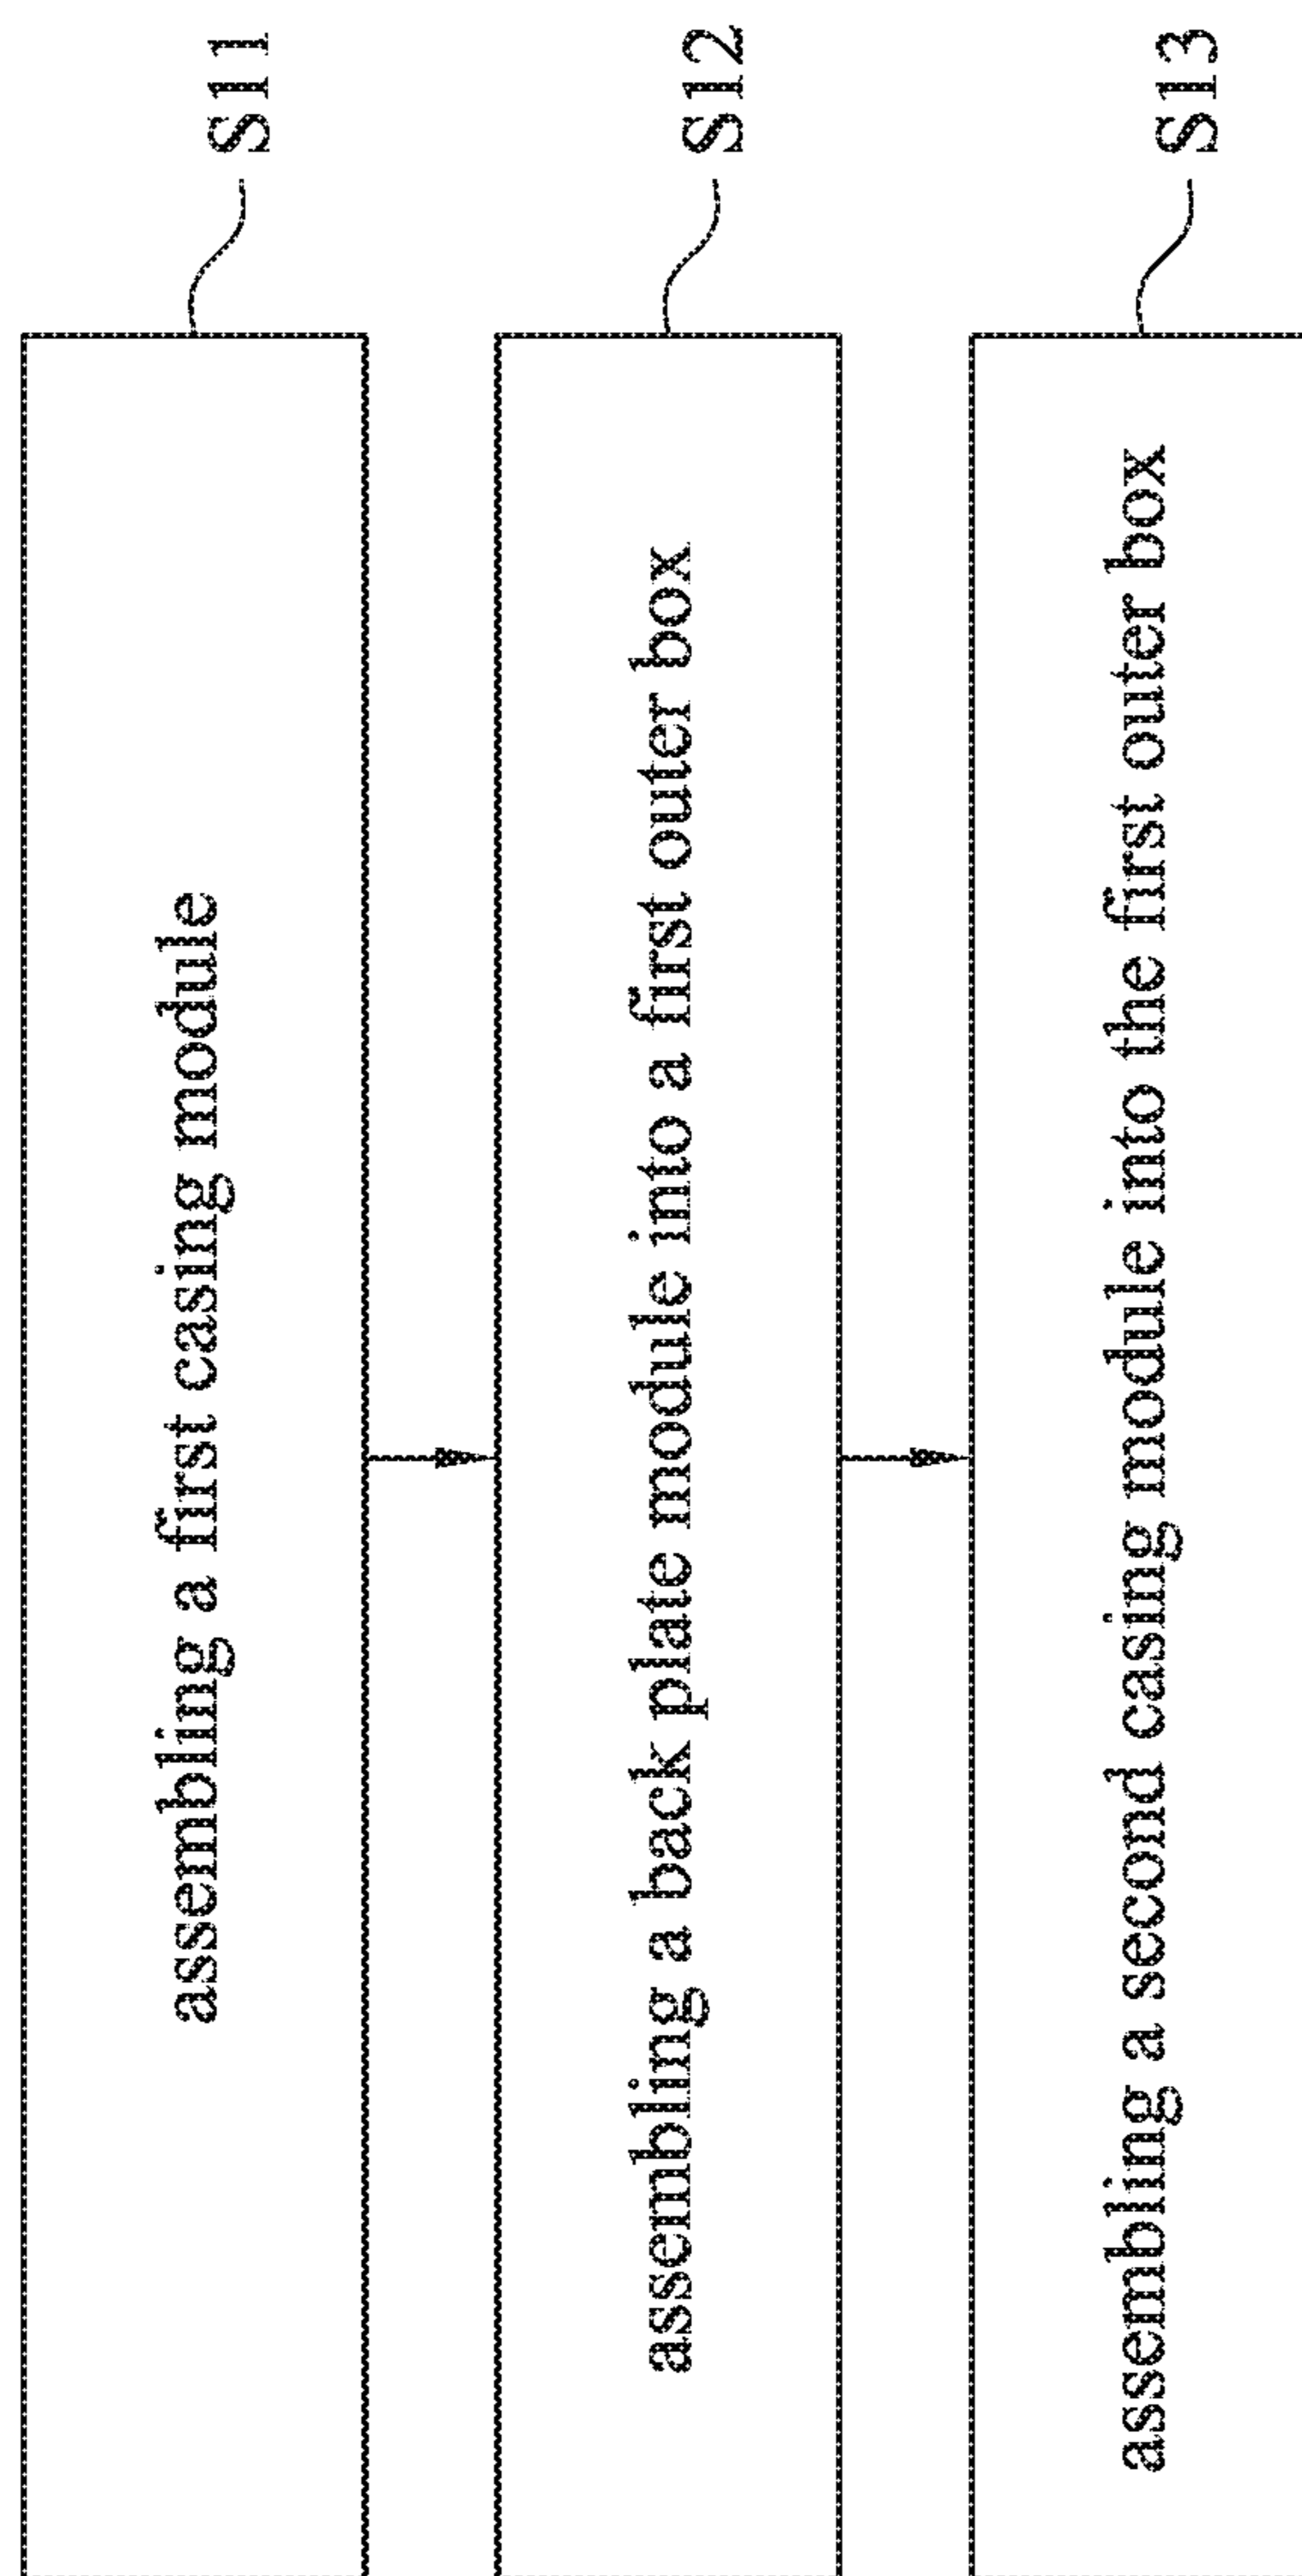 assembling a first casing module
S11
assembling a back plate module into a first outer box
S12
assembling a second casing module into the first outer box
S13